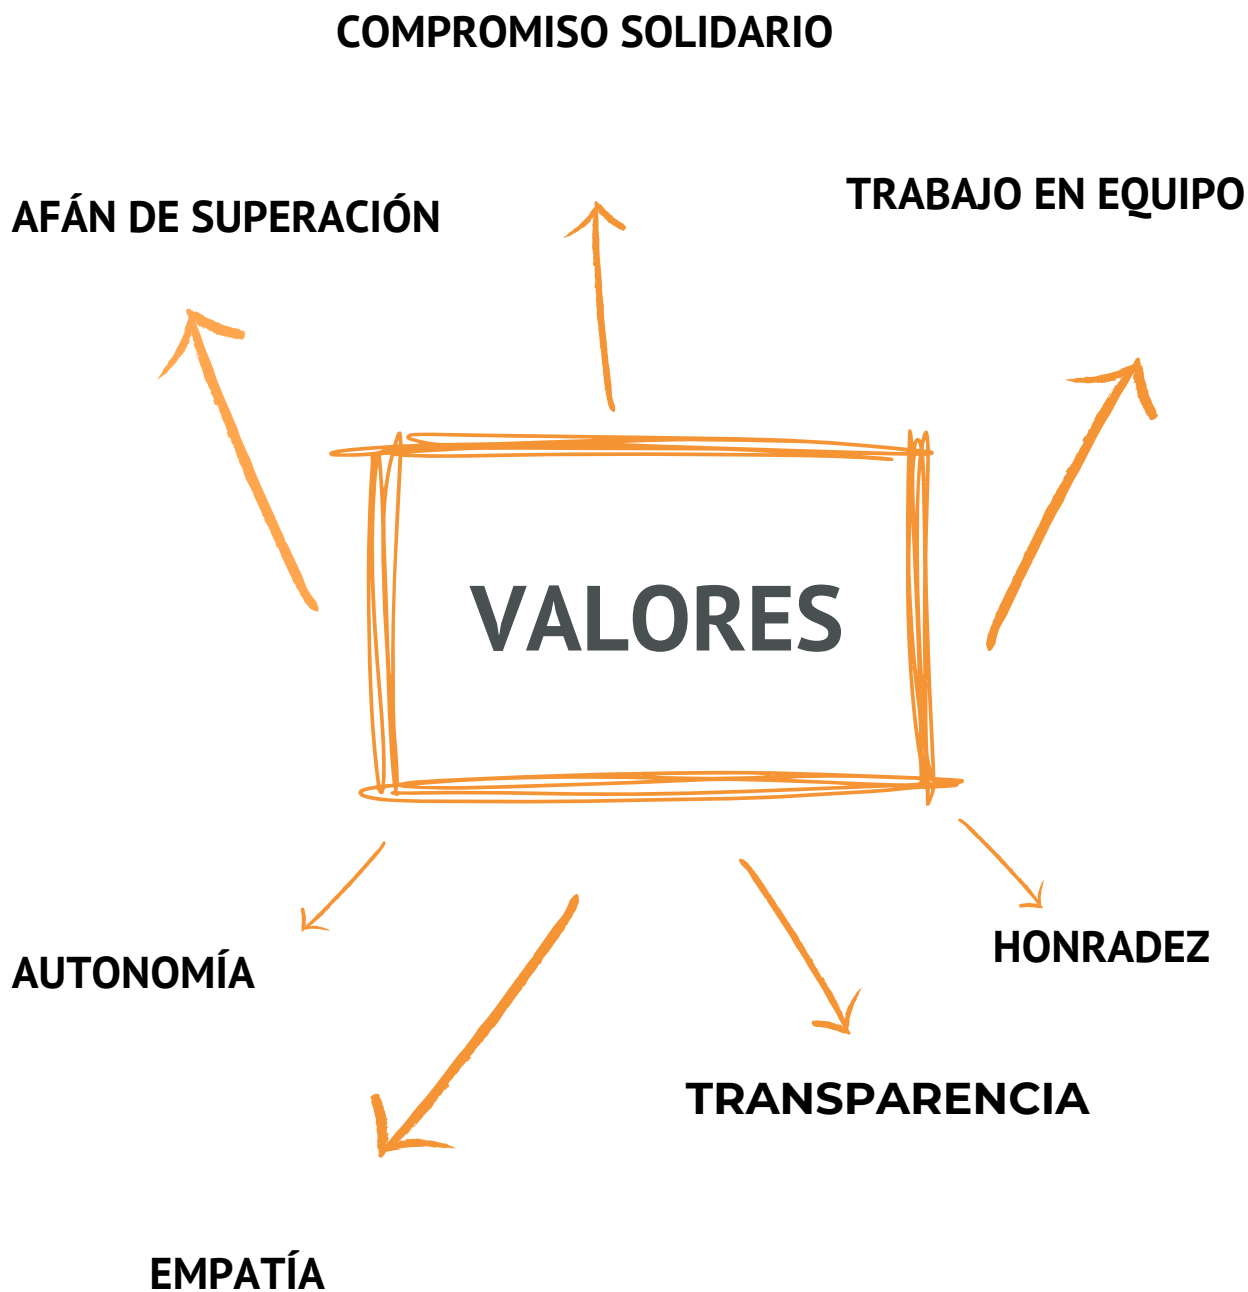 COMPROMISO SOLIDARIO
TRABAJO EN EQUIPO
AFÁN DE SUPERACIÓN
VALORES
HONRADEZ
AUTONOMÍA
TRANSPARENCIA
EMPATÍA